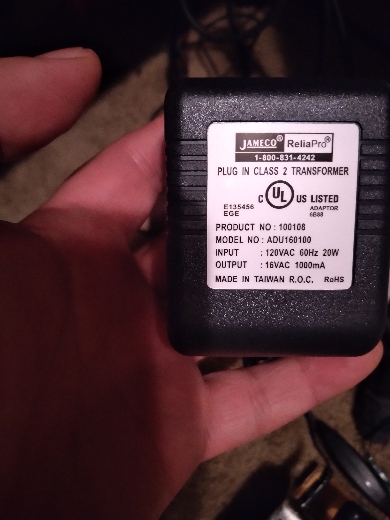 JAMECO® ReliaPro®
1-800-831-4242
PLUG IN CLASS 2 TRANSFORMER
C UL® US LISTED
E135456 ADAPTOR
EGE 6E88
PRODUCT NO : 100108
MODEL NO : ADU160100
INPUT : 120VAC 60Hz 20W
OUTPUT : 16VAC 1000mA
MADE IN TAIWAN R.O.C. RoHS